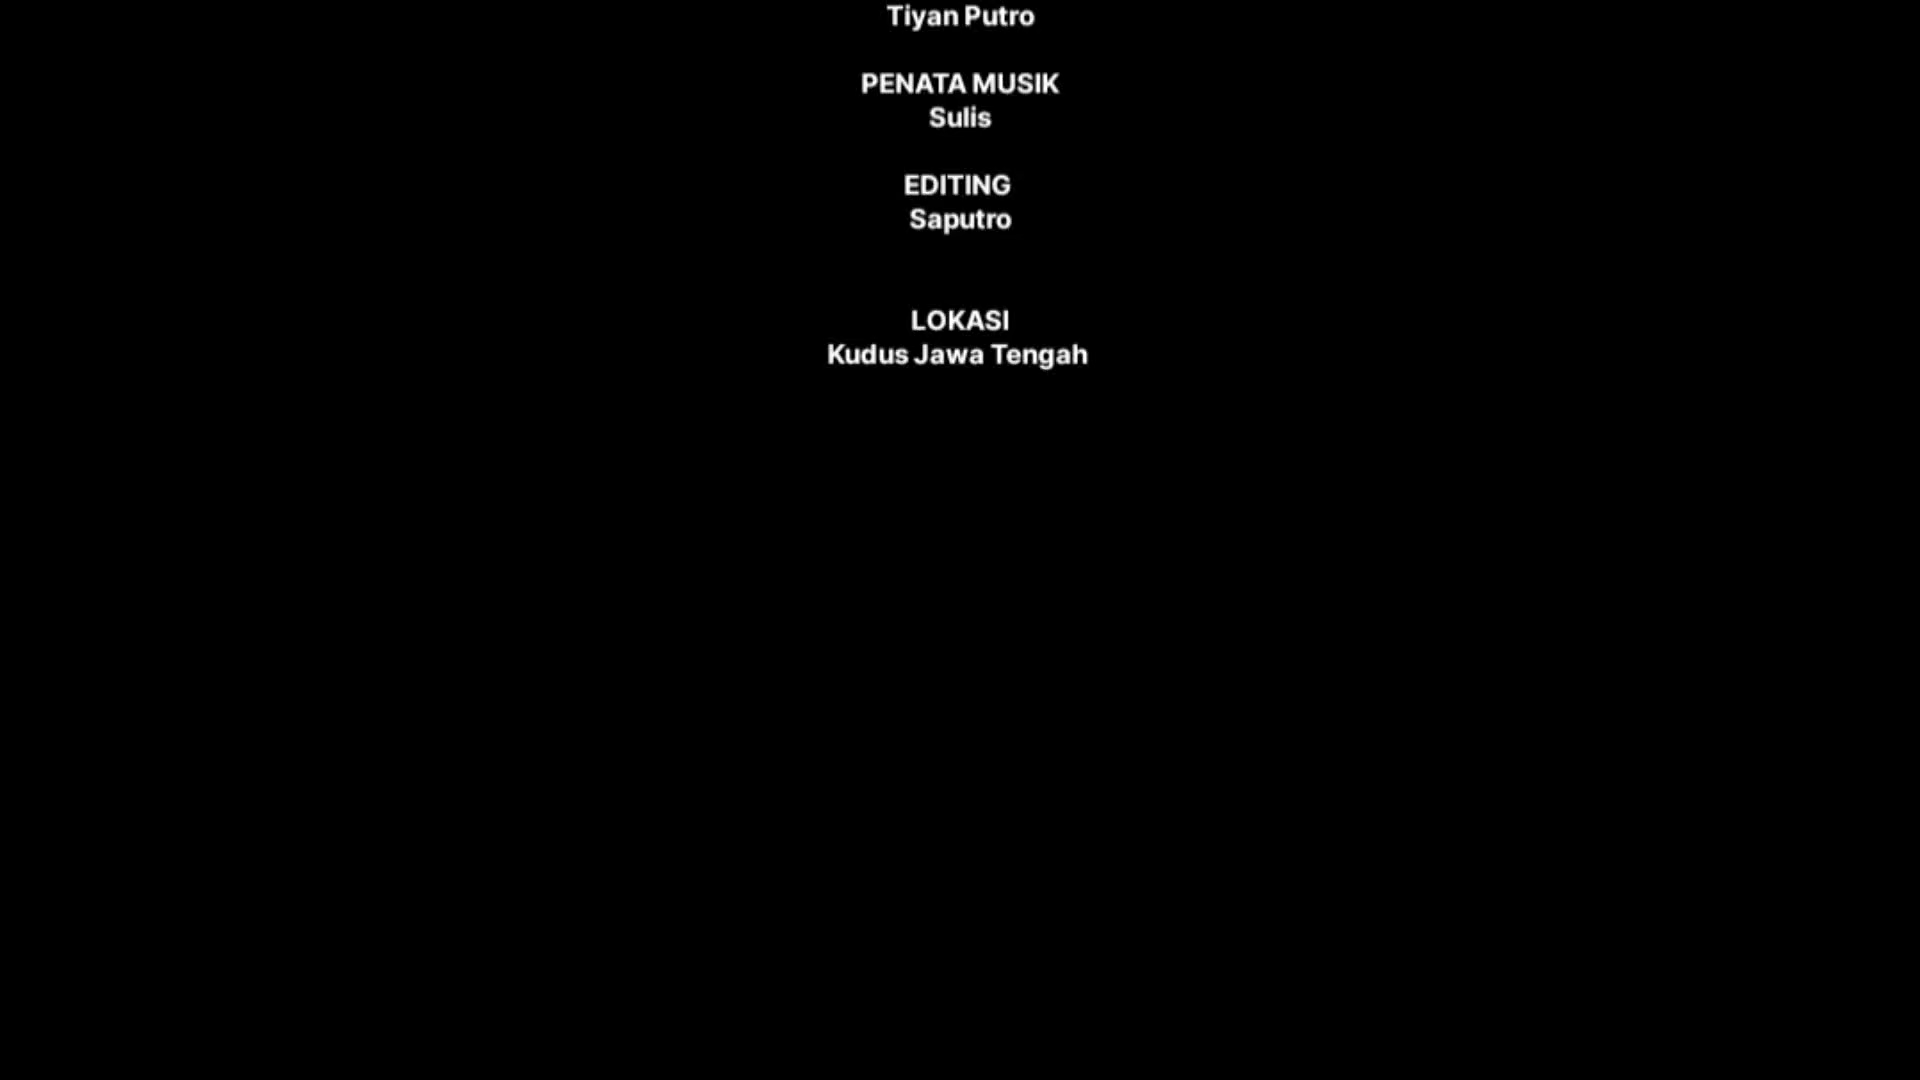 Tiyan Putro
PENATA MUSIK
Sulis
EDITING
Saputro
LOKASI
Kudus Jawa Tengah